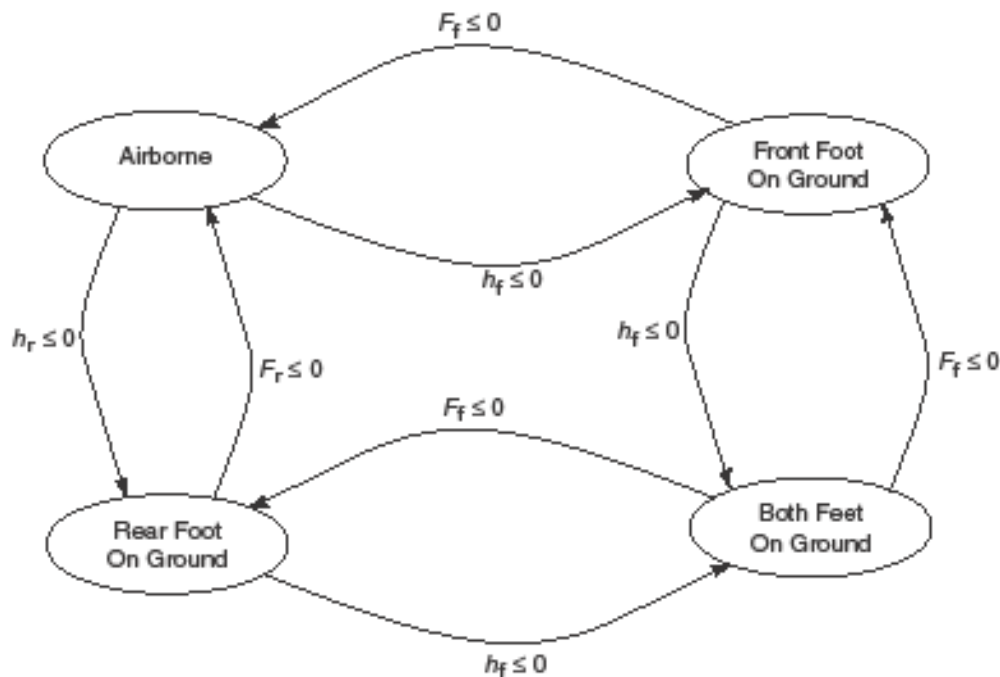 F_f ≤ 0
Airborne
Front Foot
On Ground
h_f ≤ 0
h_r ≤ 0
h_f ≤ 0
F_r ≤ 0
F_f ≤ 0
F_f ≤ 0
Rear Foot
On Ground
Both Feet
On Ground
h_f ≤ 0